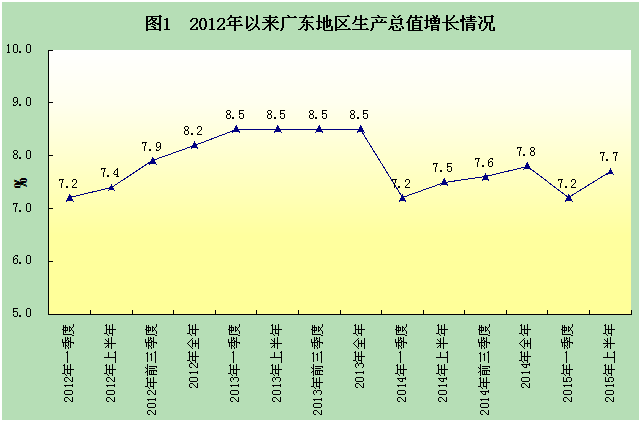 图1 2012年以来广东地区生产总值增长情况
10.0
9.0
8.0
7.0
6.0
5.0
%
7.2
7.4
7.9
8.2
8.5
8.5
8.5
8.5
7.2
7.5
7.6
7.8
7.2
7.7
2012年一季度
2012年上半年
2012年前三季度
2012年全年
2013年一季度
2013年上半年
2013年前三季度
2013年全年
2014年一季度
2014年上半年
2014年前三季度
2014年全年
2015年一季度
2015年上半年